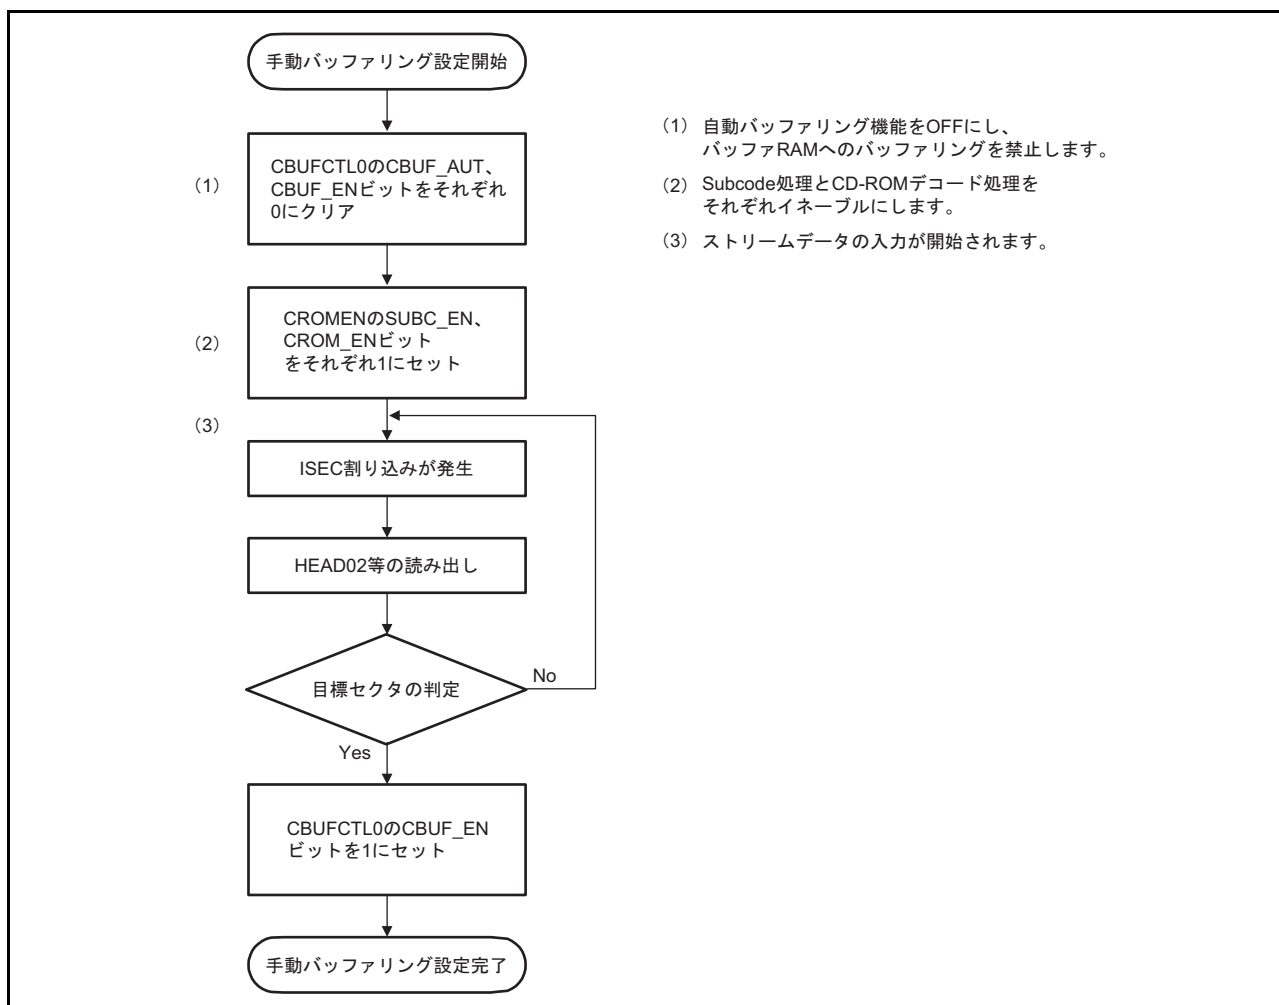 手動バッファリング設定開始
(1)
CBUFCTL0のCBUF_AUT、
CBUF_ENビットをそれぞれ
0にクリア
(2)
CROMENのSUBC_EN、
CROM_ENビット
をそれぞれ1にセット
(3)
ISEC割り込みが発生
HEAD02等の読み出し
目標セクタの判定
No
Yes
CBUFCTL0のCBUF_EN
ビットを1にセット
手動バッファリング設定完了
(1) 自動バッファリング機能をOFFにし、
バッファRAMへのバッファリングを禁止します。
(2) Subcode処理とCD-ROMデコード処理を
それぞれイネーブルにします。
(3) ストリームデータの入力が開始されます。